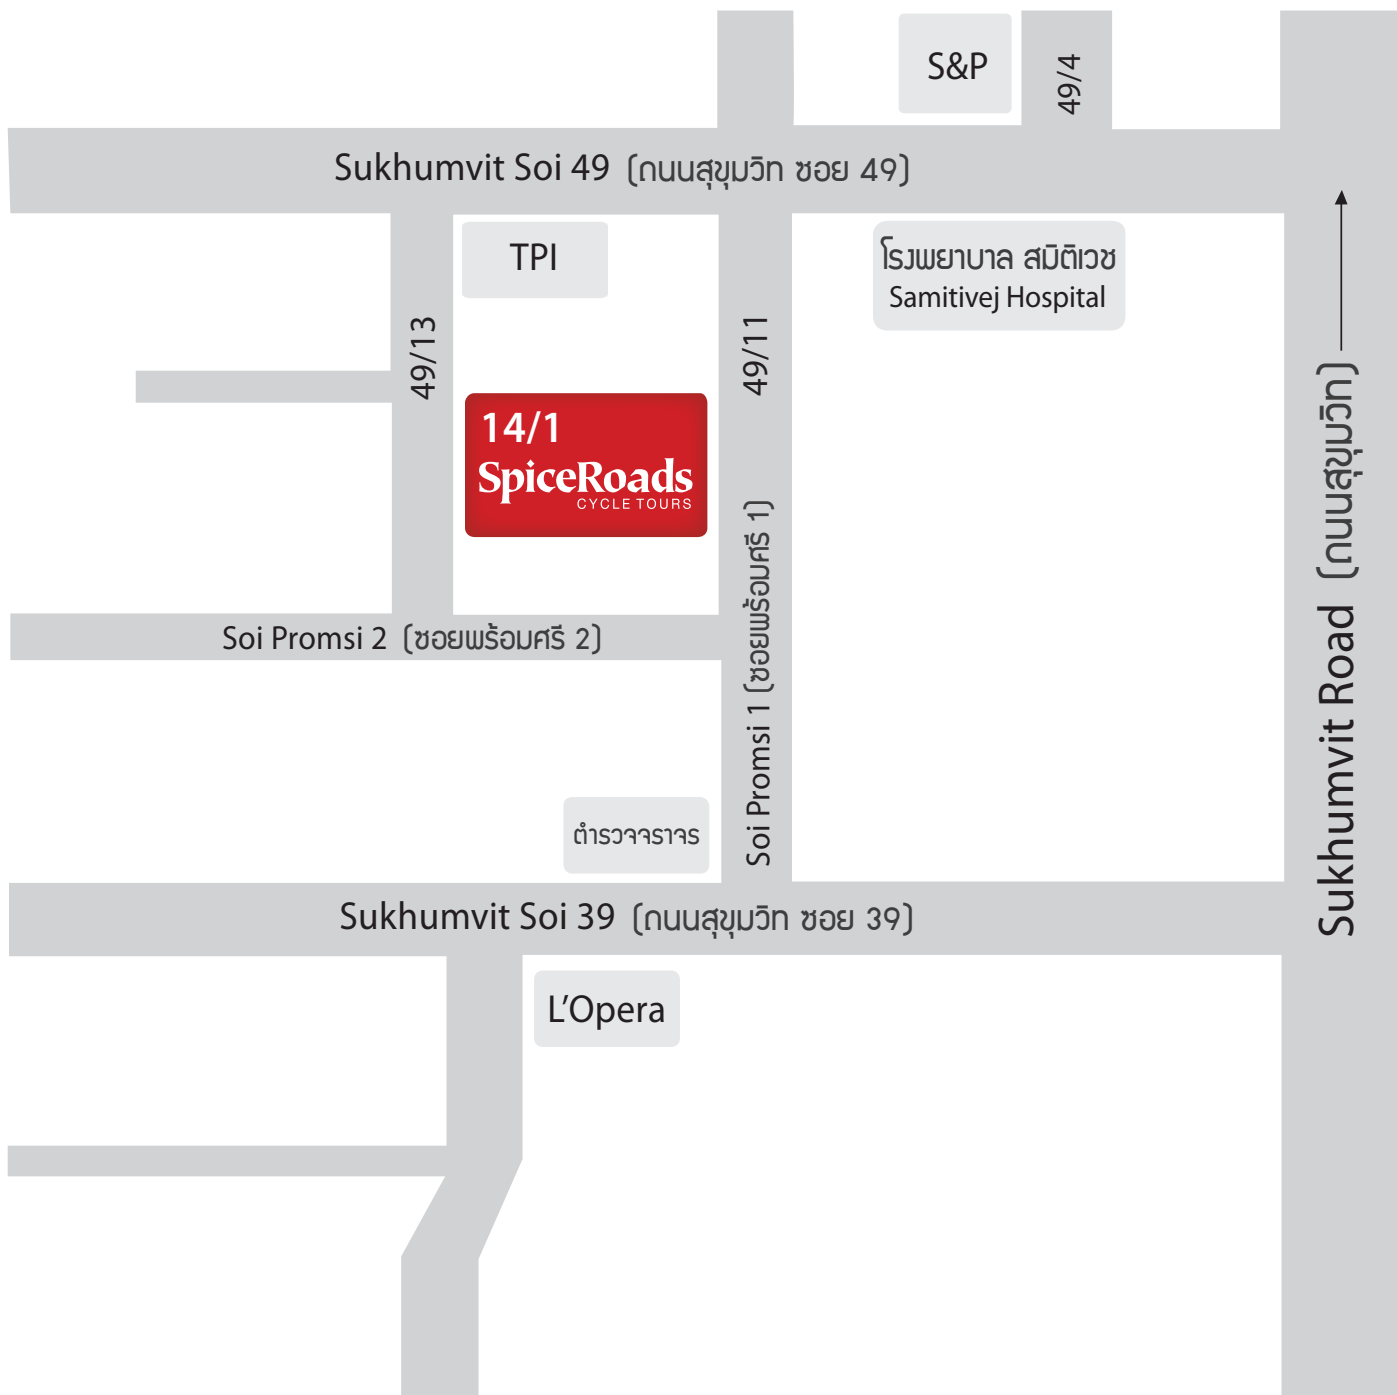 S&P
49/4
Sukhumvit Soi 49 (ถนนสุขุมวิท ซอย 49)
TPI
โรงพยาบาล สมิติเวช
Samitivej Hospital
49/13
49/11
14/1
SpiceRoads
CYCLE TOURS
Soi Promsi 2 (ซอยพร้อมศรี 2)
Soi Promsi 1 (ซอยพร้อมศรี 1)
Sukhumvit Road (ถนนสุขุมวิท)
ตำรวจจราจร
Sukhumvit Soi 39 (ถนนสุขุมวิท ซอย 39)
L'Opera